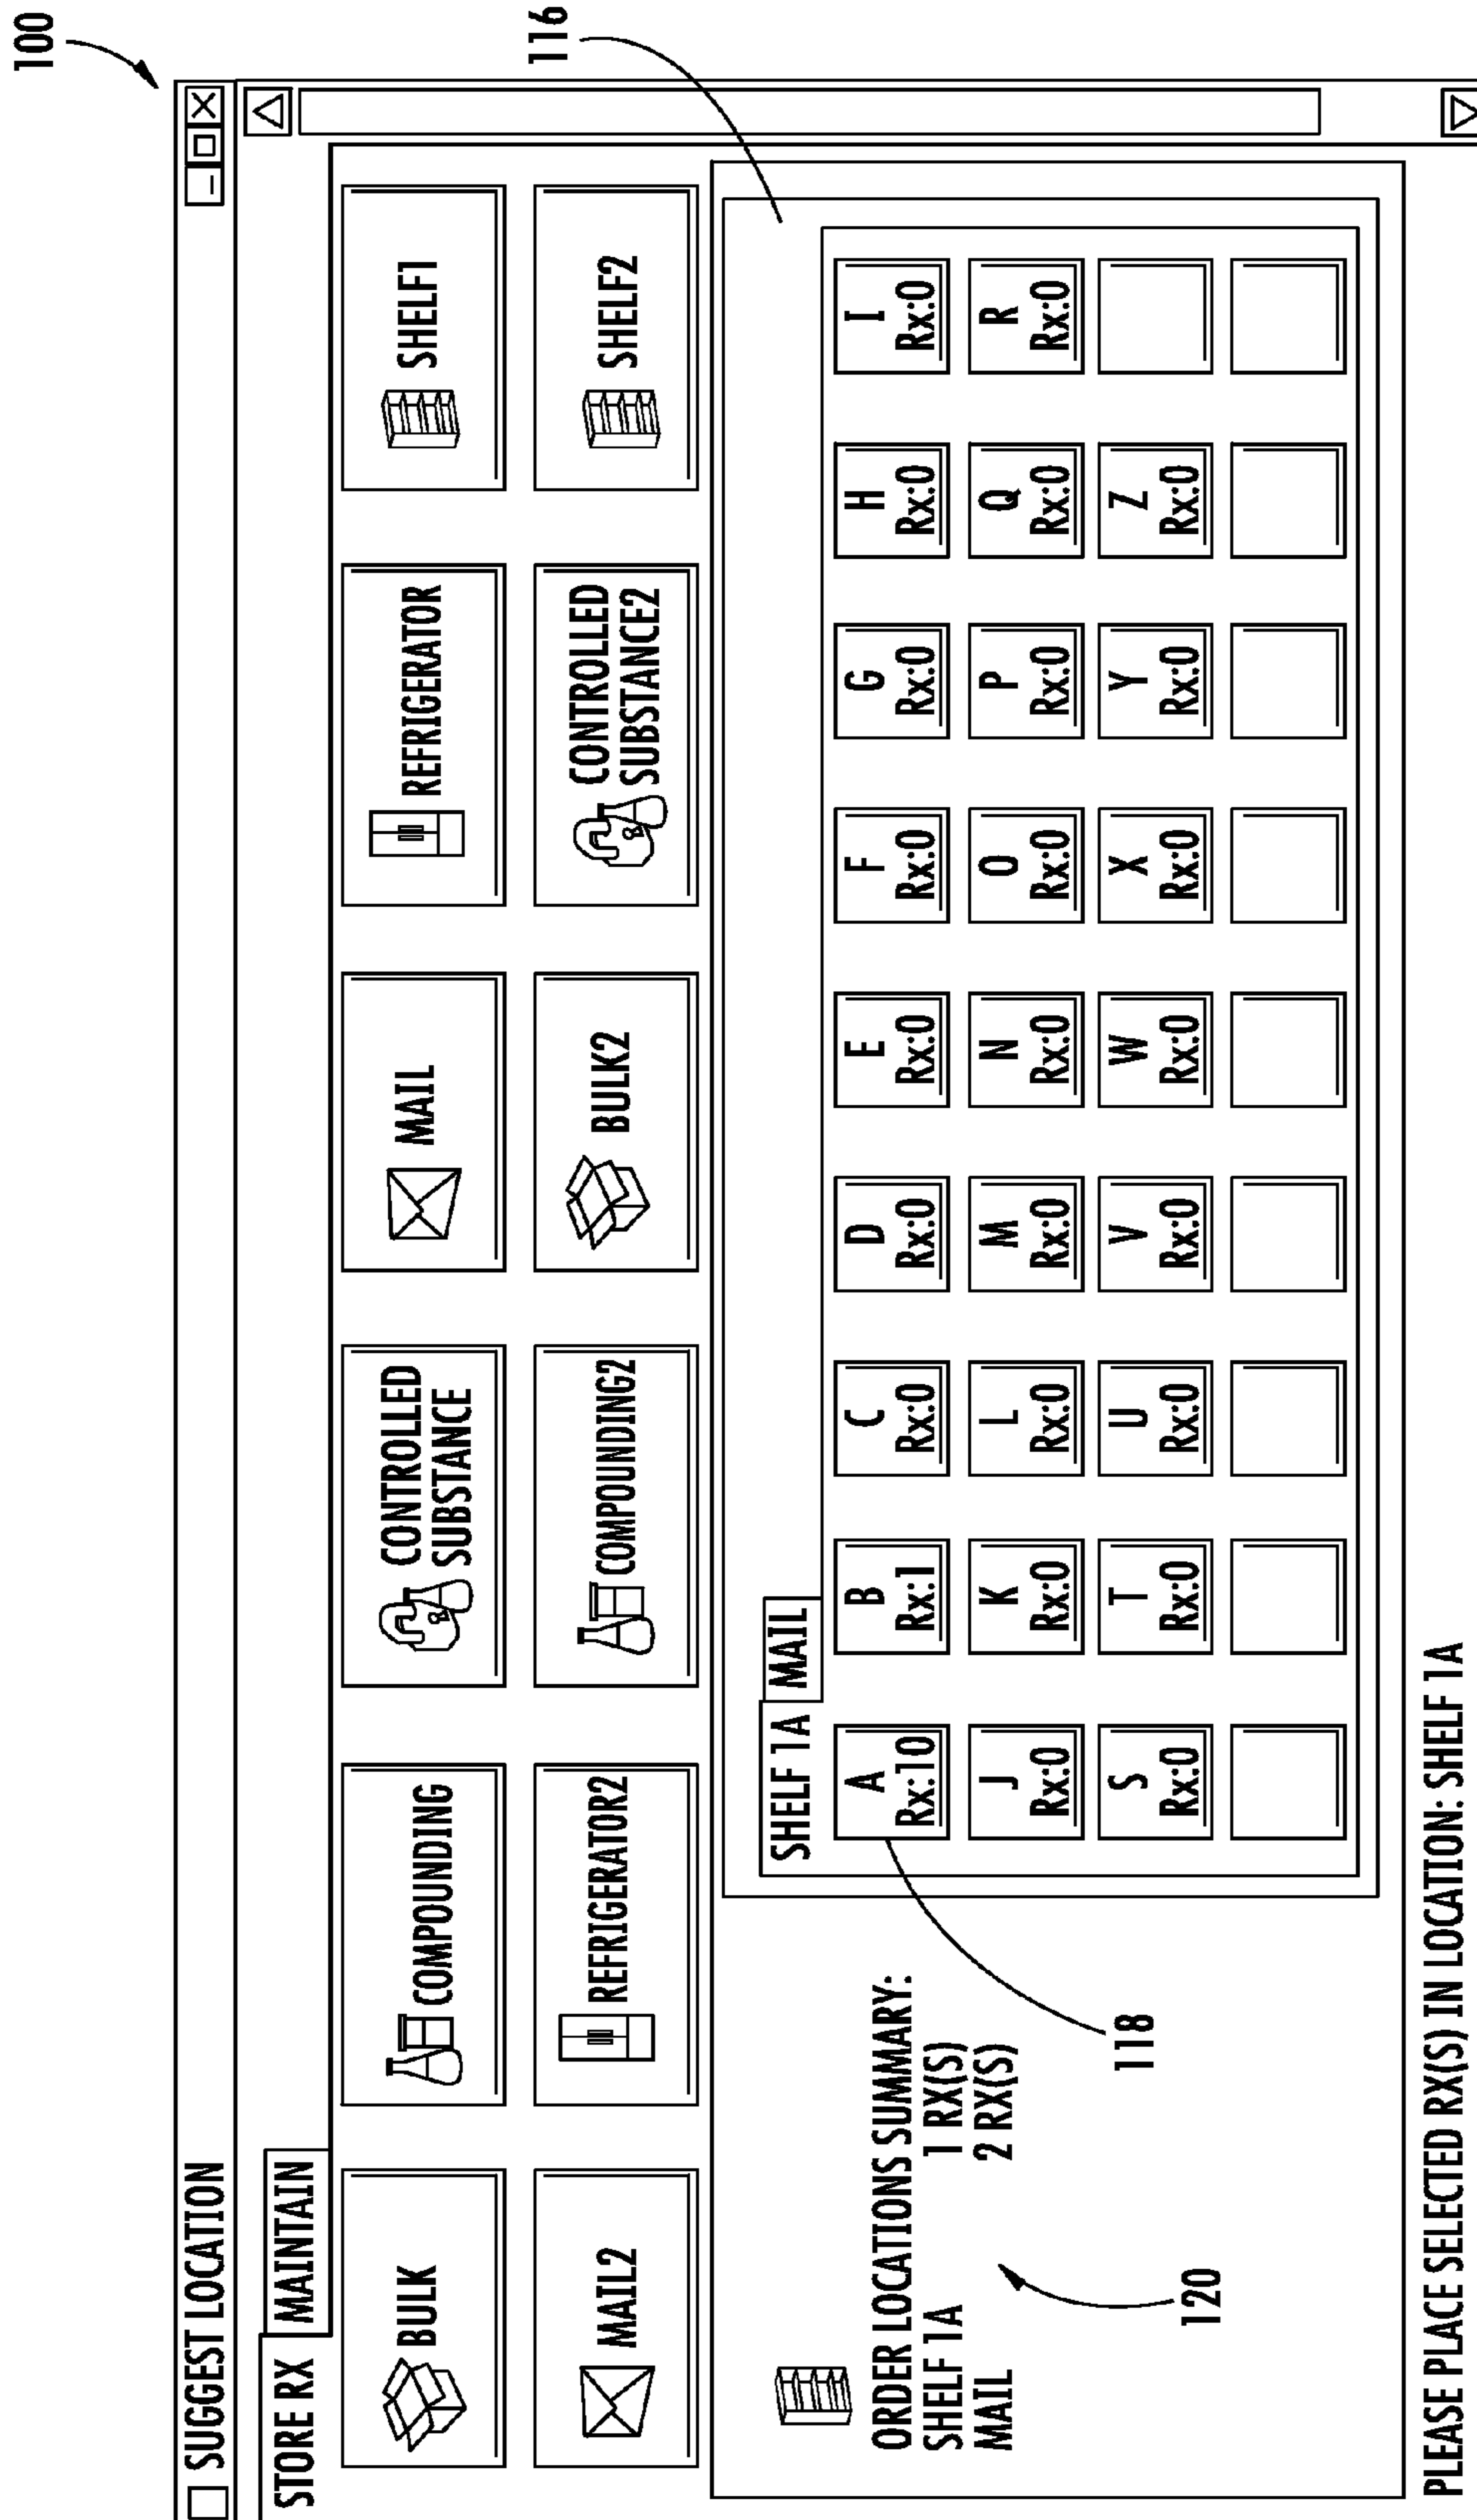 100
SUGGEST LOCATION
STORE RX MAINTAIN
BULK
COMPOUNDING
CONTROLLED
SUBSTANCE
MAIL
REFRIGERATOR
SHELF1
MAIL2
REFRIGERATOR2
COMPOUNDING2
BULK2
CONTROLLED
SUBSTANCE2
SHELF2
116
SHELF 1A MAIL
A B C D E F G H I
Rx:10 Rx:1 Rx:0 Rx:0 Rx:0 Rx:0 Rx:0 Rx:0 Rx:0
J K L M N O P Q R
Rx:0 Rx:0 Rx:0 Rx:0 Rx:0 Rx:0 Rx:0 Rx:0 Rx:0
S T U V W X Y Z
Rx:0 Rx:0 Rx:0 Rx:0 Rx:0 Rx:0 Rx:0 Rx:0
ORDER LOCATIONS SUMMARY:
SHELF 1A 1 RX(S)
MAIL 2 RX(S)
118
120
PLEASE PLACE SELECTED RX(S) IN LOCATION: SHELF 1A